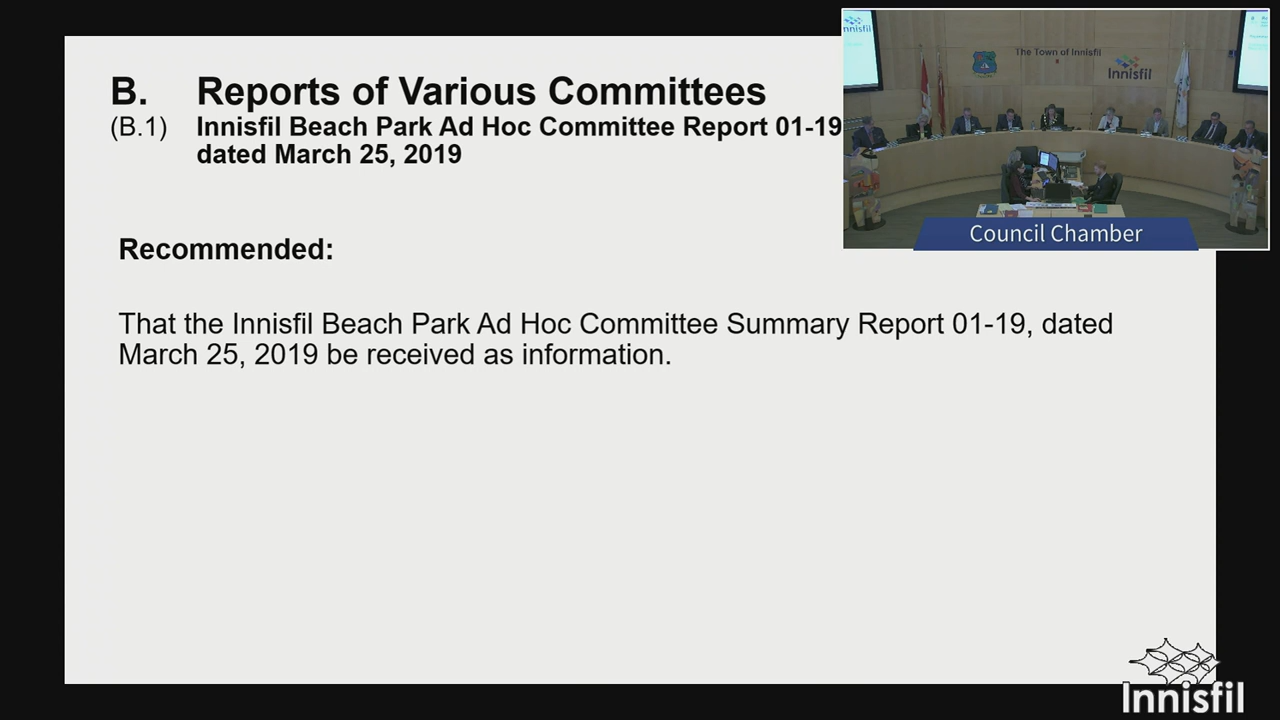 B. Reports of Various Committees
(B.1) Innisfil Beach Park Ad Hoc Committee Report 01-19
dated March 25, 2019
Recommended:
That the Innisfil Beach Park Ad Hoc Committee Summary Report 01-19, dated
March 25, 2019 be received as information.
The Town of Innisfil
Innisfil
Innisfil
Council Chamber
Innisfil